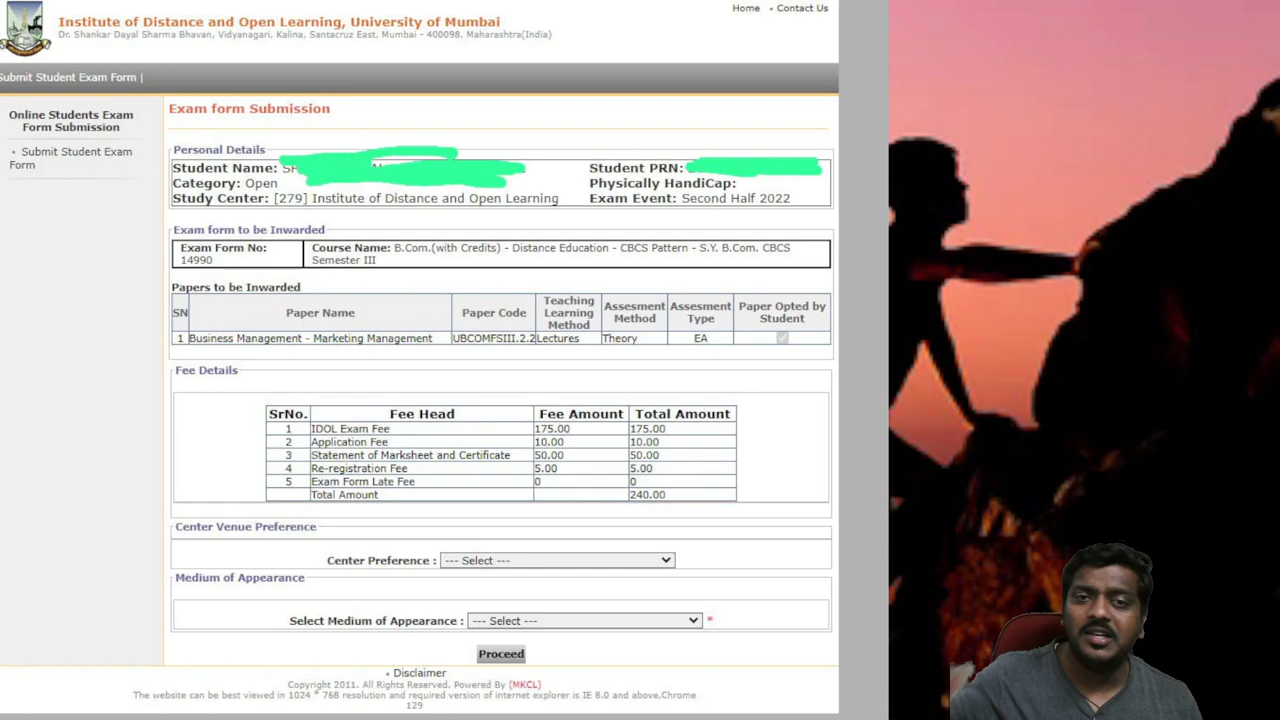 Home • Contact Us
Institute of Distance and Open Learning, University of Mumbai
Dr. Shankar Dayal Sharma Bhavan, Vidyanagari, Kalina, Santacruz East, Mumbai - 400098, Maharashtra(India)
Submit Student Exam Form |
Online Students Exam
Form Submission
• Submit Student Exam
Form
Exam form Submission
Personal Details
Student Name: Student PRN:
Category: Open Physically HandiCap:
Study Center: [279] Institute of Distance and Open Learning Exam Event: Second Half 2022
Exam form to be Inwarded
Exam Form No: 14990 Course Name: B.Com.(with Credits) - Distance Education - CBCS Pattern - S.Y. B.Com. CBCS
Semester III
Papers to be Inwarded
SN Paper Name Paper Code Teaching Learning Method Assesment Method Assesment Type Paper Opted by Student
1 Business Management - Marketing Management UBCOMFSIII.2.2 Lectures Theory EA
Fee Details
SrNo. Fee Head Fee Amount Total Amount
1 IDOL Exam Fee 175.00 175.00
2 Application Fee 10.00 10.00
3 Statement of Marksheet and Certificate 50.00 50.00
4 Re-registration Fee 5.00 5.00
5 Exam Form Late Fee 0 0
Total Amount 240.00
Center Venue Preference
Center Preference : --- Select ---
Medium of Appearance
Select Medium of Appearance : --- Select --- *
Proceed
• Disclaimer
Copyright 2011. All Rights Reserved. Powered By (MKCL)
The website can be best viewed in 1024 * 768 resolution and required version of internet explorer is IE 8.0 and above,Chrome
129